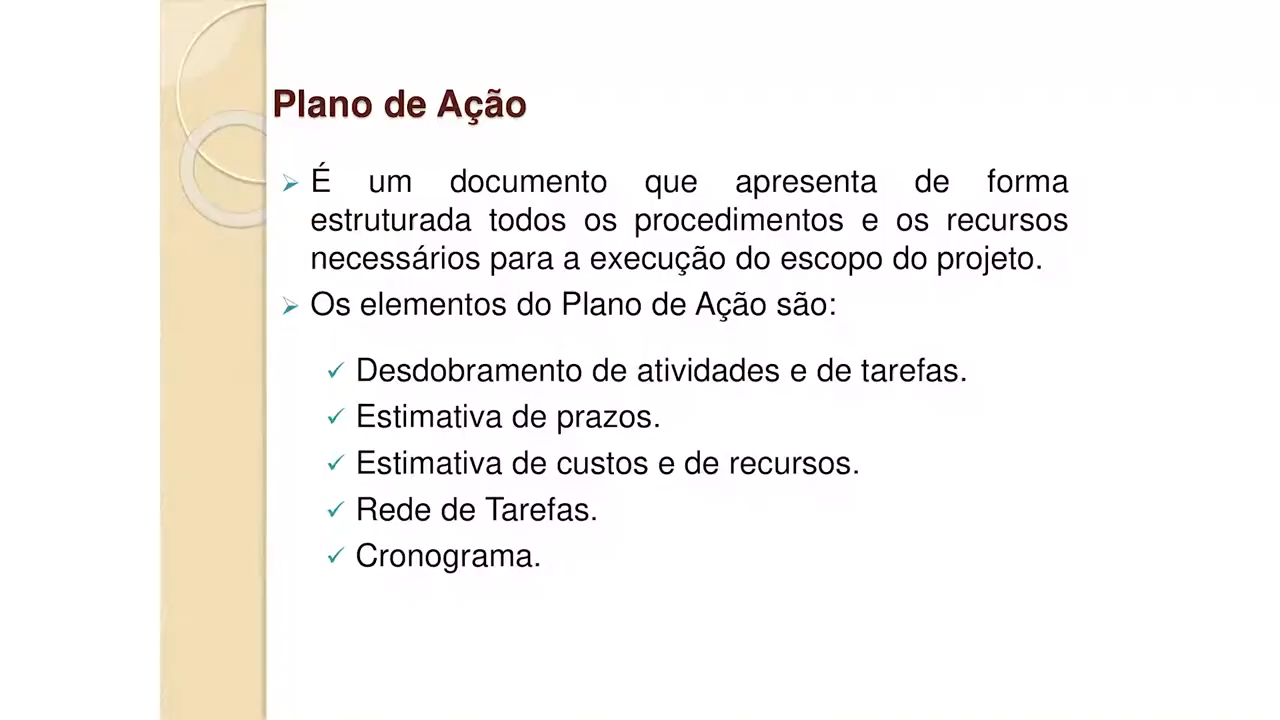 Plano de Ação
É um documento que apresenta de forma
estruturada todos os procedimentos e os recursos
necessários para a execução do escopo do projeto.
Os elementos do Plano de Ação são:
Desdobramento de atividades e de tarefas.
Estimativa de prazos.
Estimativa de custos e de recursos.
Rede de Tarefas.
Cronograma.